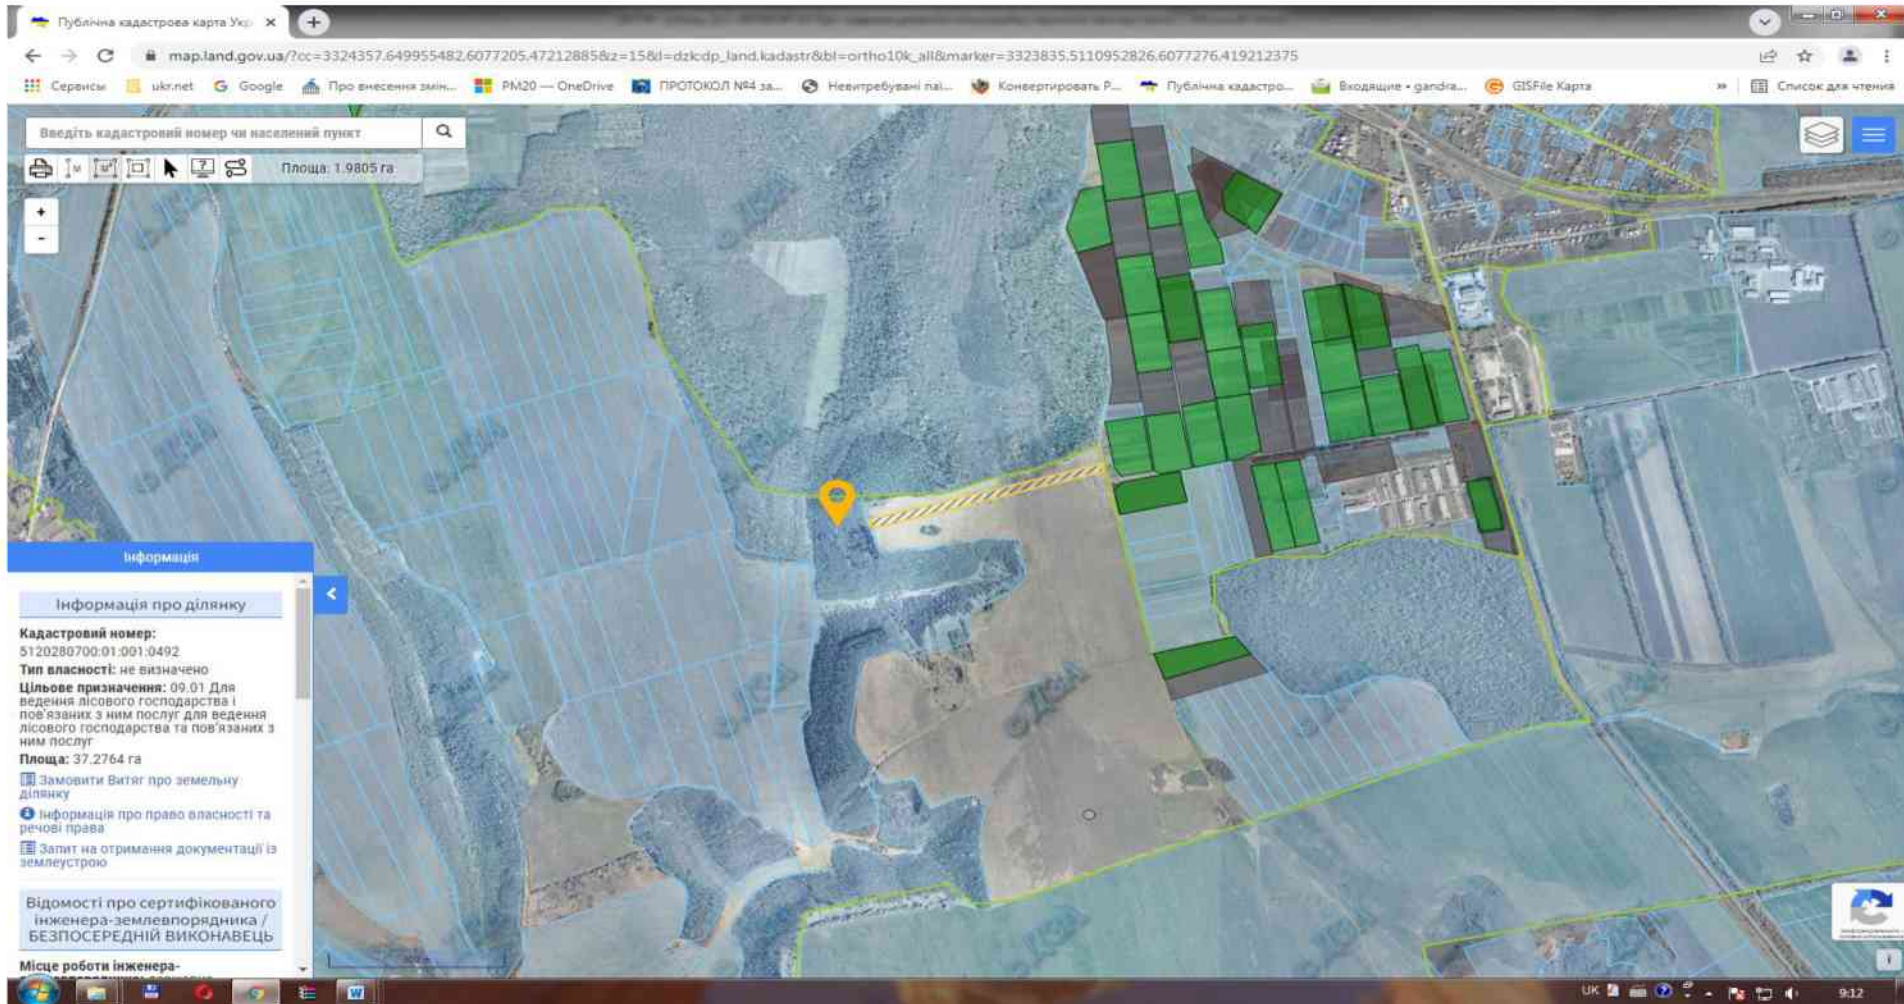 Публічна кадастрова карта Укр
map.land.gov.ua/?cc=3324357.649955482,6077205.47212885&z=15&l=dzk:dp_land.kadastr&bl=ortho10k_all&marker=3323835.5110952826,6077276.419212375
Сервисы ukr.net Google Про внесення змін... PM20 — OneDrive ПРОТОКОЛ №4 за... Невитребувані паї... Конвертировать Р... Публічна кадастро... Входящие • gandra... GISFile Карта » Список для чтения
Введіть кадастровий номер чи населений пункт
Площа: 1.9805 га
+
-
Інформація
Інформація про ділянку
Кадастровий номер:
5120280700:01:001:0492
Тип власності: не визначено
Цільове призначення: 09.01 Для
ведення лісового господарства і
пов'язаних з ним послуг для ведення
лісового господарства та пов'язаних з
ним послуг
Площа: 37.2764 га
Замовити Витяг про земельну
ділянку
Інформація про право власності та
речові права
Запит на отримання документації із
землеустрою
Відомості про сертифікованого
інженера-землевпорядника /
БЕЗПОСЕРЕДНІЙ ВИКОНАВЕЦЬ
Місце роботи інженера-
UK 9:12